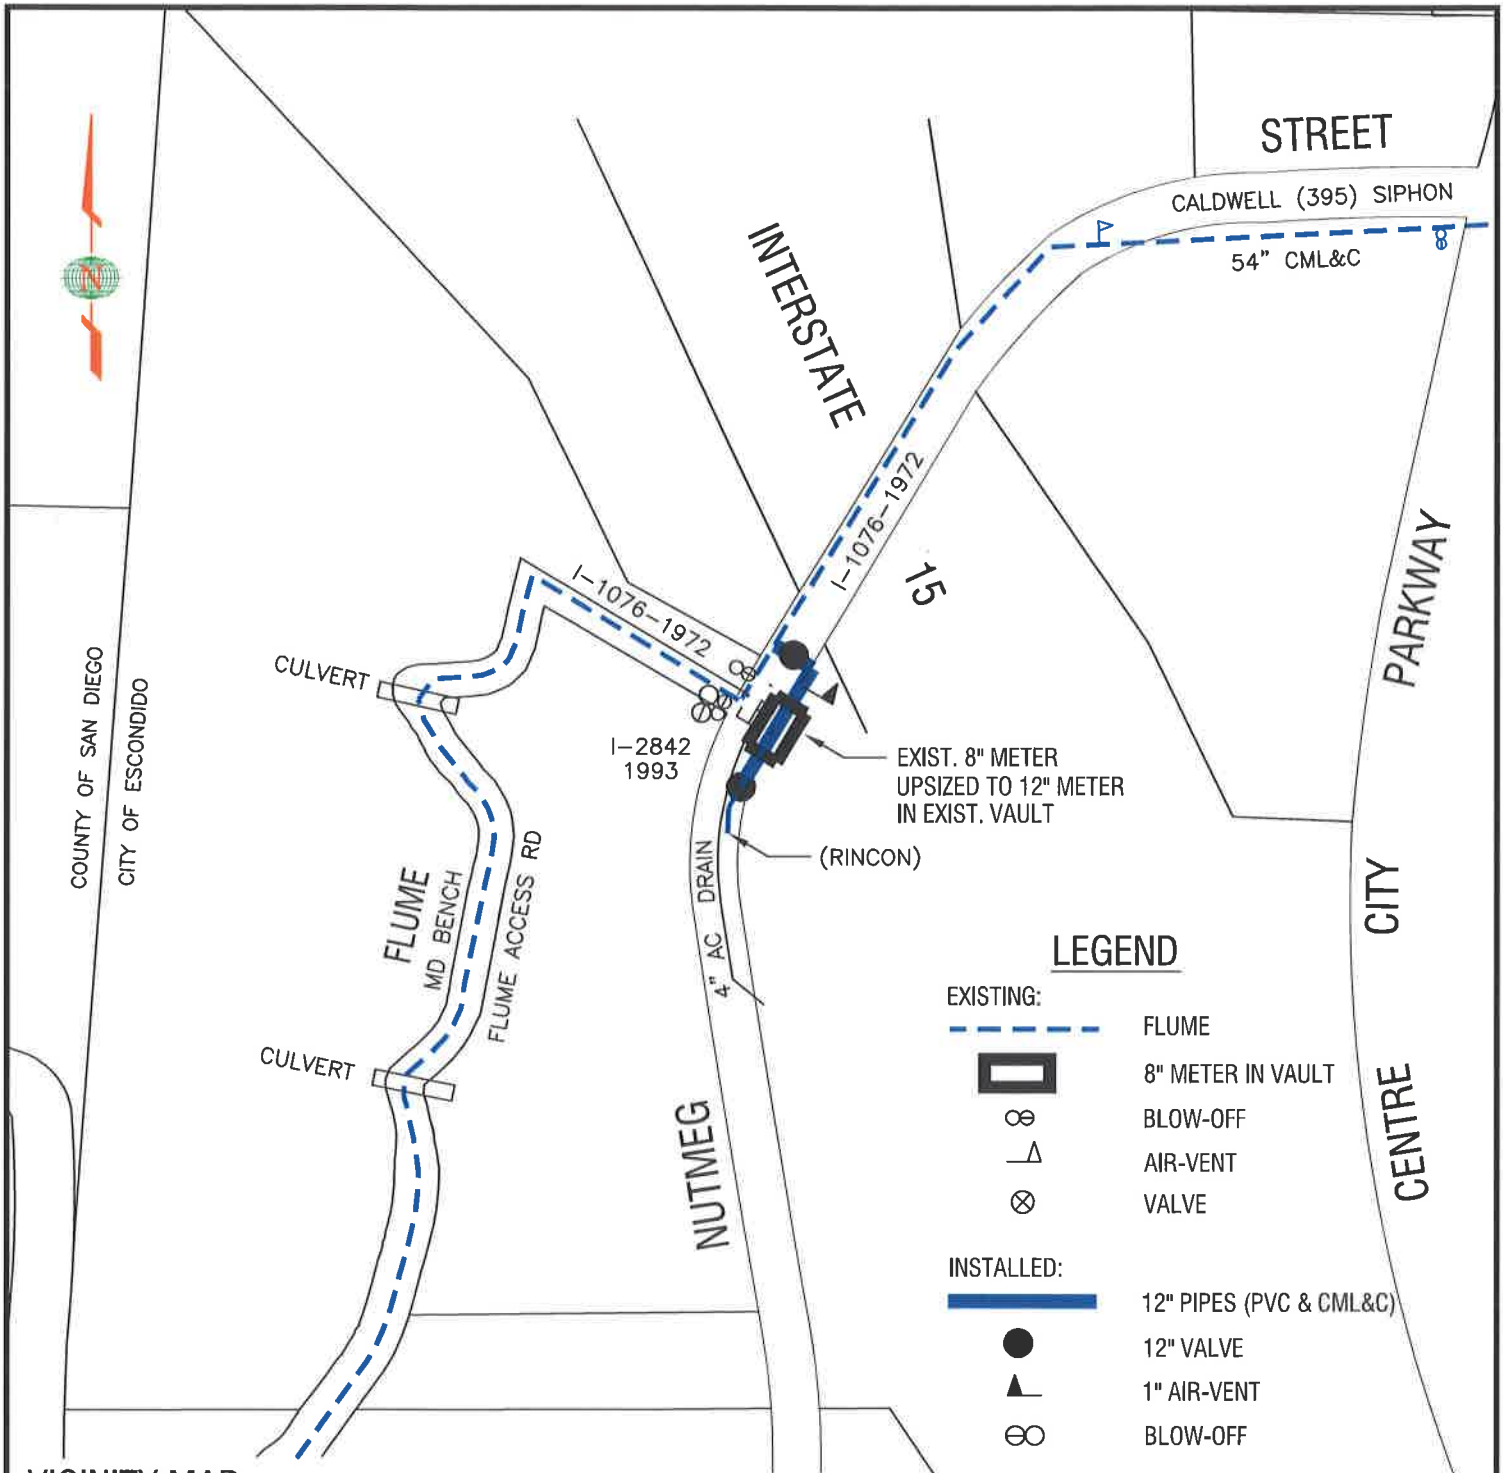 STREET
CALDWELL (395) SIPHON
54" CML&C
INTERSTATE
15
N
I-1076-1972
I-1076-1972
PARKWAY
CITY
CENTRE
CULVERT
COUNTY OF SAN DIEGO
CITY OF ESCONDIDO
I-2842
1993
EXIST. 8" METER
UPSIZED TO 12" METER
IN EXIST. VAULT
(RINCON)
4" AC DRAIN
FLUME
MD BENCH
FLUME ACCESS RD
CULVERT
NUTMEG
LEGEND
EXISTING:
FLUME
8" METER IN VAULT
BLOW-OFF
AIR-VENT
VALVE
INSTALLED:
12" PIPES (PVC & CML&C)
12" VALVE
1" AIR-VENT
BLOW-OFF
VICINITY MAP